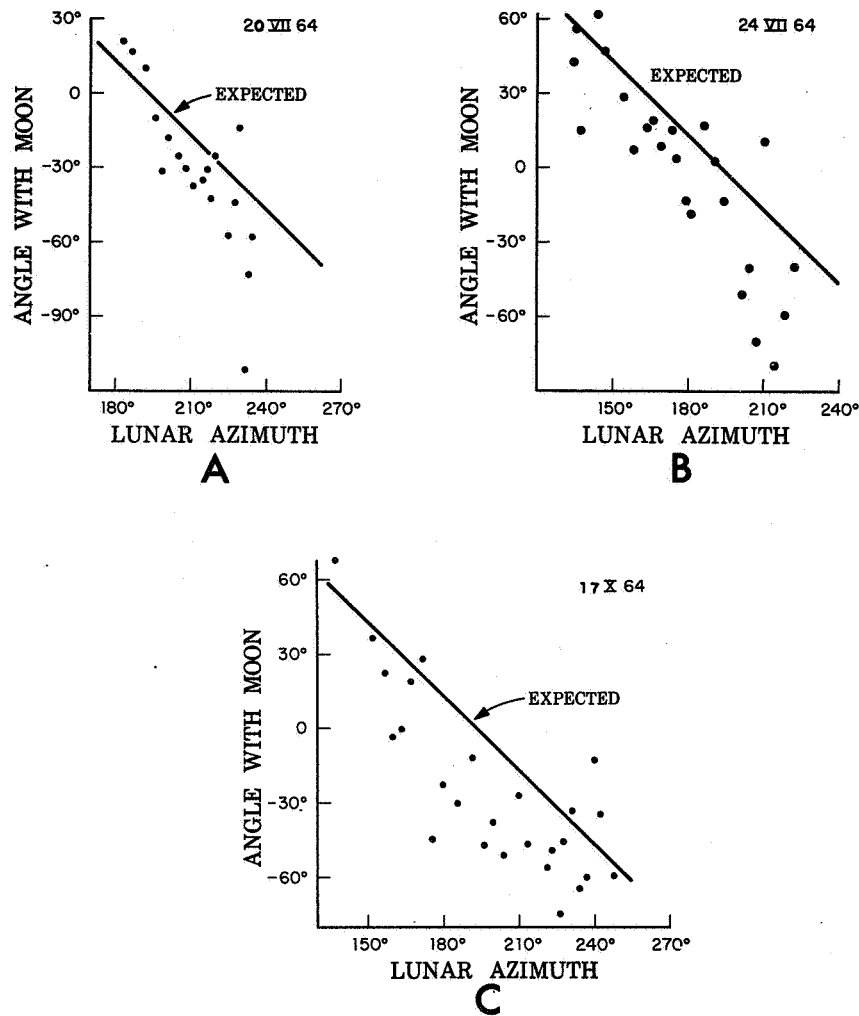 20 VII 64
30°
0
-30°
-60°
-90°
ANGLE WITH MOON
EXPECTED
180° 210° 240° 270°
LUNAR AZIMUTH
A
24 VII 64
60°
30°
0
-30°
-60°
ANGLE WITH MOON
EXPECTED
150° 180° 210° 240°
LUNAR AZIMUTH
B
17 X 64
60°
30°
0
-30°
-60°
ANGLE WITH MOON
EXPECTED
150° 180° 210° 240° 270°
LUNAR AZIMUTH
C